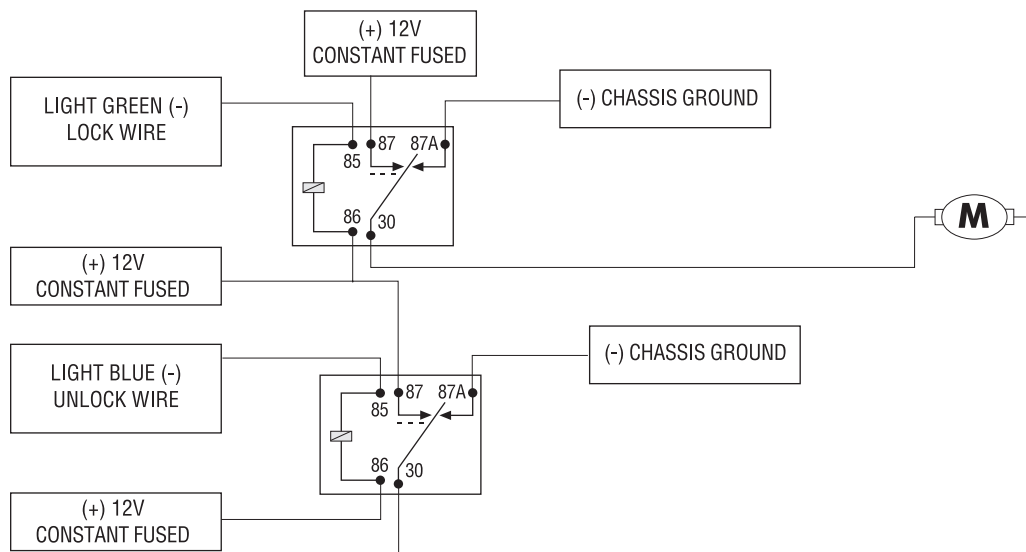 (+) 12V
CONSTANT FUSED
LIGHT GREEN (-)
LOCK WIRE
(-) CHASSIS GROUND
85
87
87A
86
30
M
(+) 12V
CONSTANT FUSED
LIGHT BLUE (-)
UNLOCK WIRE
(-) CHASSIS GROUND
85
87
87A
86
30
(+) 12V
CONSTANT FUSED